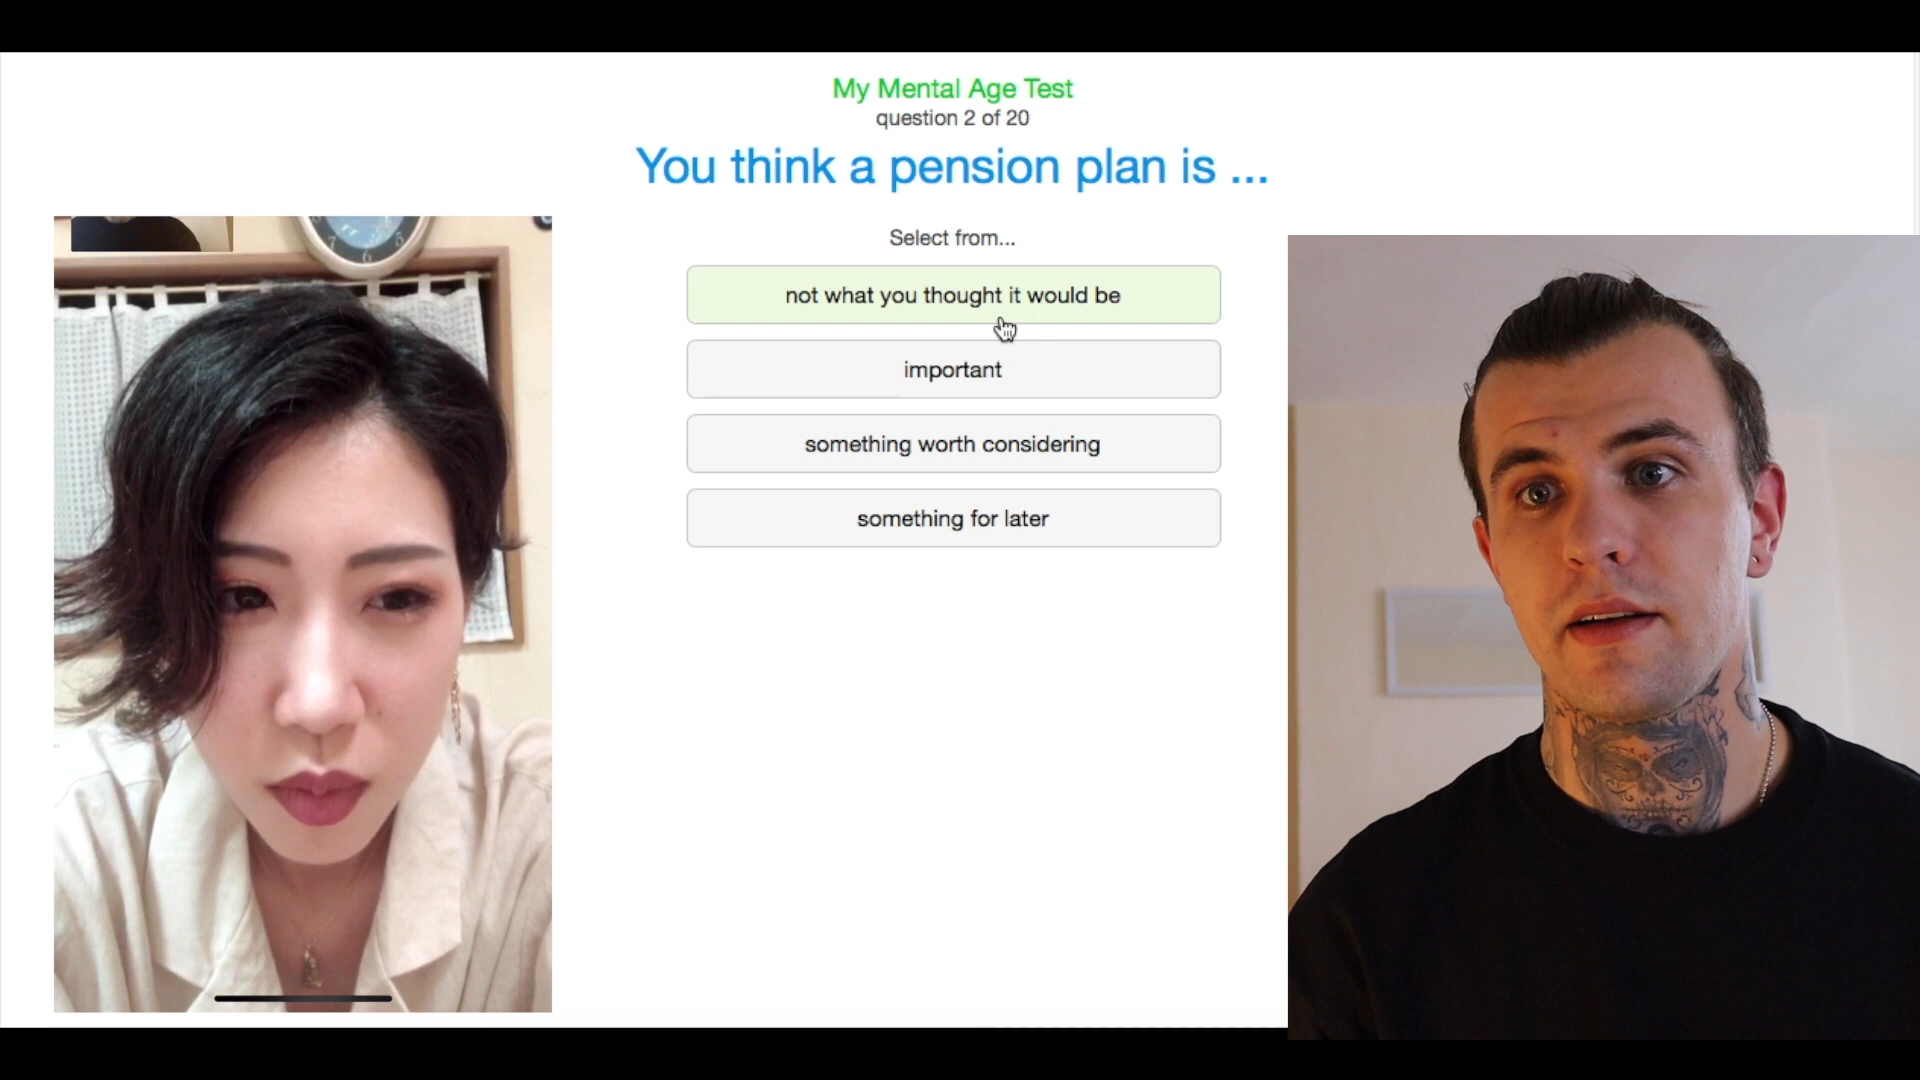 My Mental Age Test
question 2 of 20
You think a pension plan is ...
Select from...
not what you thought it would be
important
something worth considering
something for later